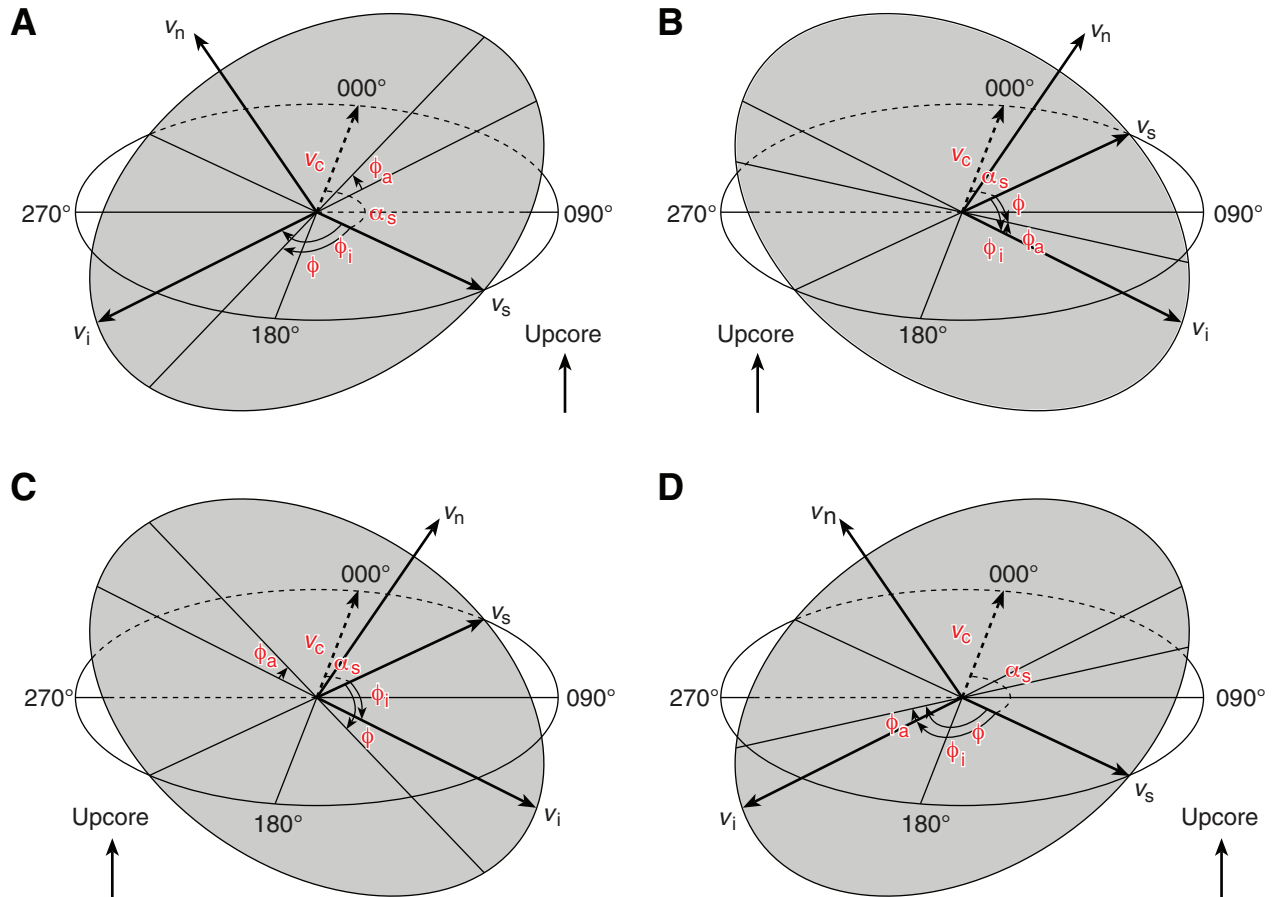 A
vn
000°
vc
ϕa
270°
αs
090°
ϕi
ϕ
vi
180°
vs
Upcore
B
vn
000°
vs
vc
αs
270°
ϕ
090°
ϕi
ϕa
180°
vi
Upcore
C
vn
000°
vs
vc
αs
ϕa
270°
ϕi
090°
ϕ
vi
180°
Upcore
D
vn
000°
vc
αs
270°
090°
ϕa
ϕ
ϕi
vi
180°
vs
Upcore